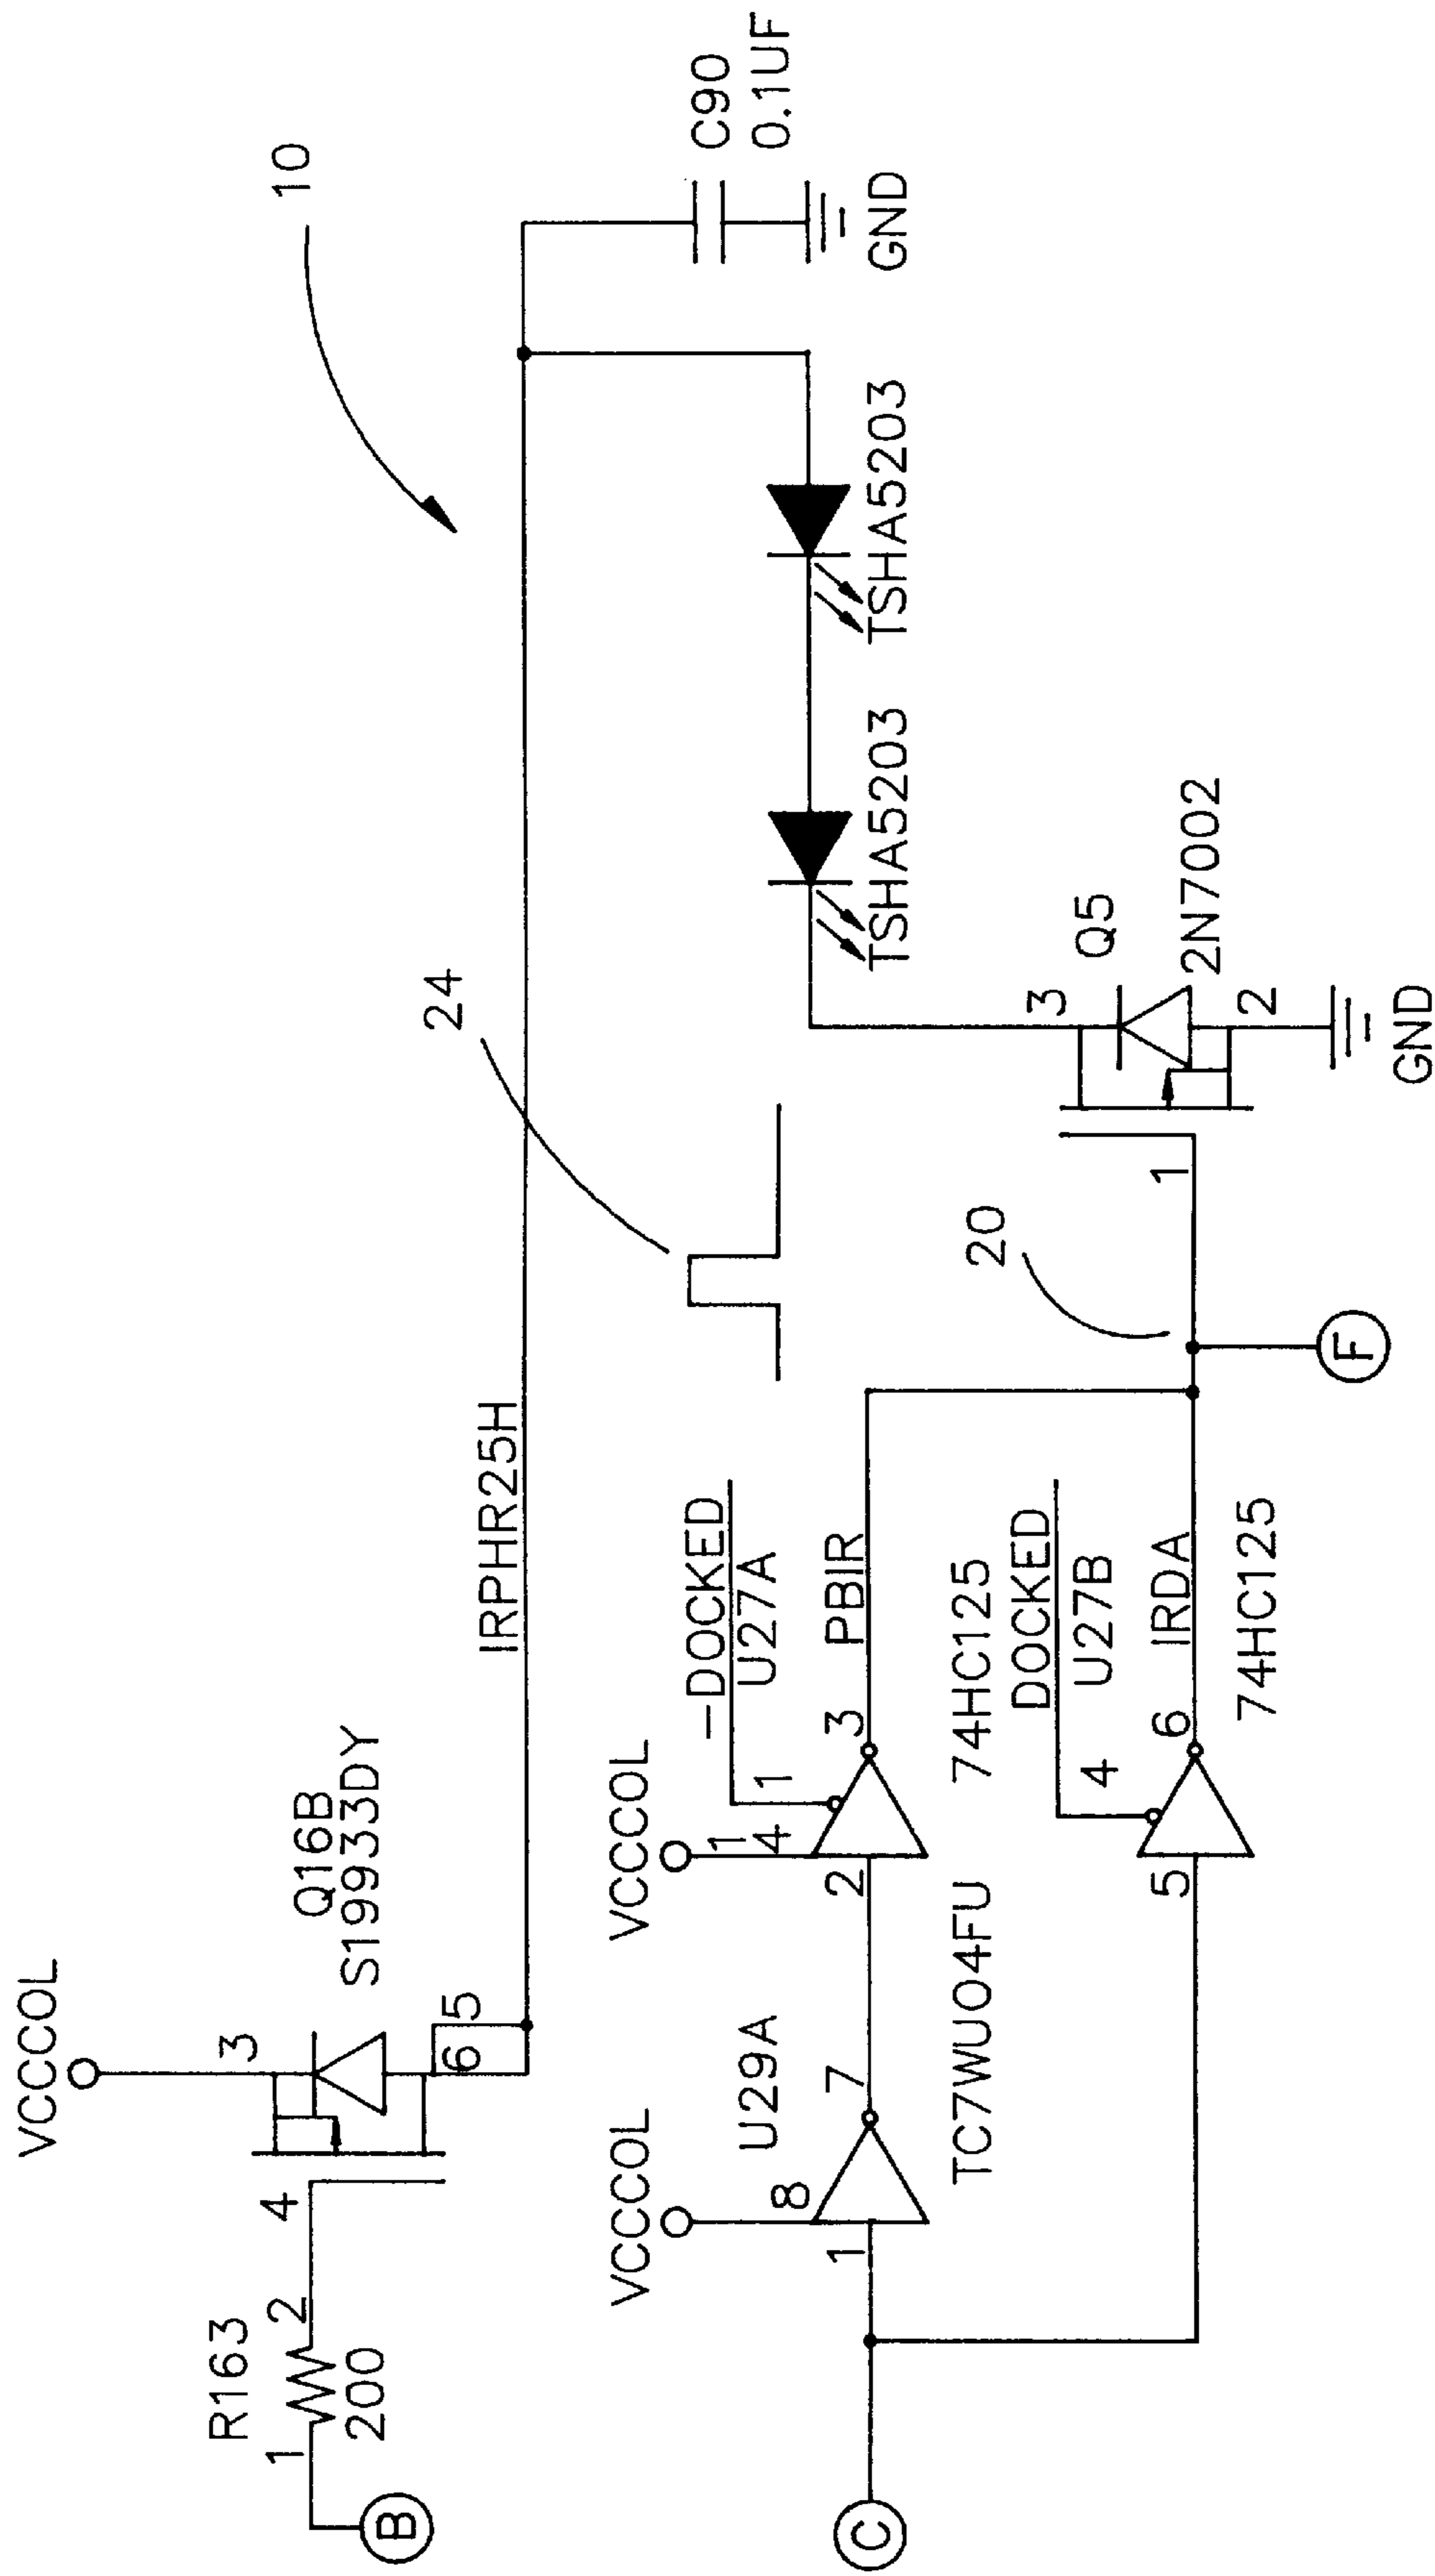 VCCCOL
R163
1
2
200
B
4
3
Q16B
S19933DY
6
5
IRPHR25H
24
10
C90
0.1UF
GND
VCCCOL
8
U29A
1
7
TC7WU04FU
C
VCCCOL
1
4
1
–DOCKED
U27A
2
3
PBIR
74HC125
DOCKED
U27B
4
5
6
IRDA
74HC125
20
F
1
3
Q5
2
2N7002
GND
TSHA5203
TSHA5203